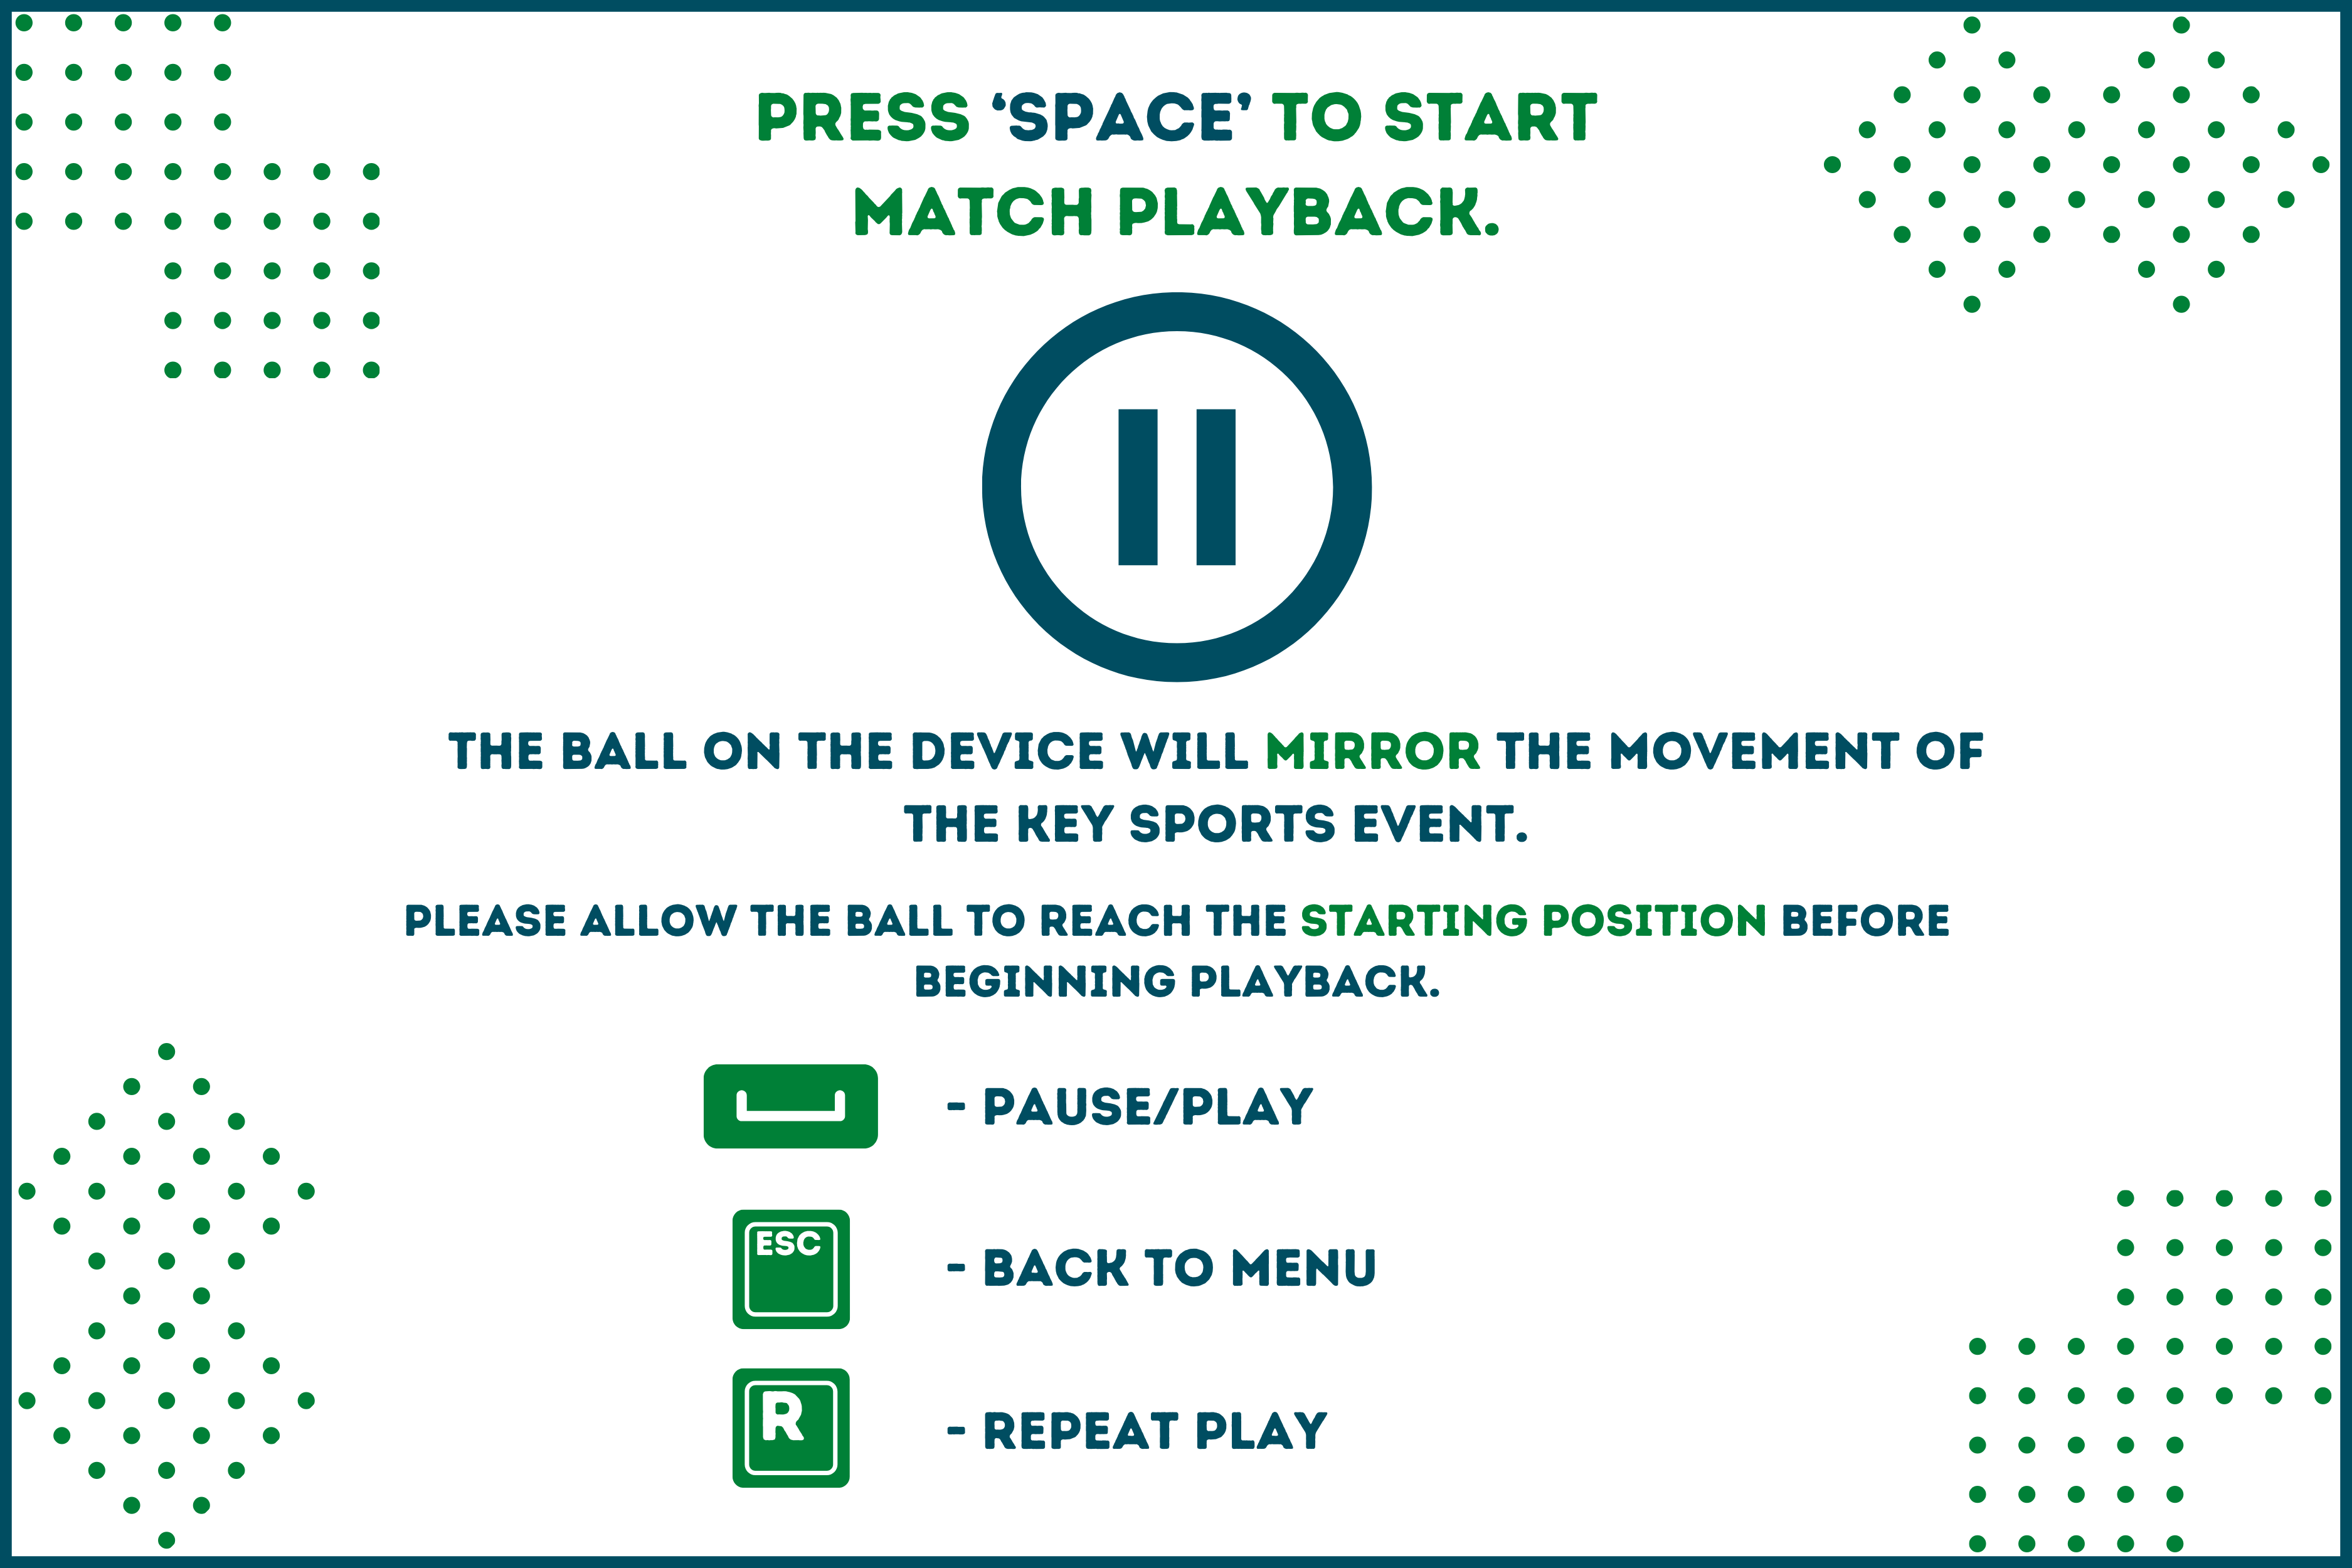 PRESS ‘SPACE’ TO START
MATCH PLAYBACK.
THE BALL ON THE DEVICE WILL MIRROR THE MOVEMENT OF
THE KEY SPORTS EVENT.
PLEASE ALLOW THE BALL TO REACH THE STARTING POSITION BEFORE
BEGINNING PLAYBACK.
- PAUSE/PLAY
ESC - BACK TO MENU
R - REPEAT PLAY